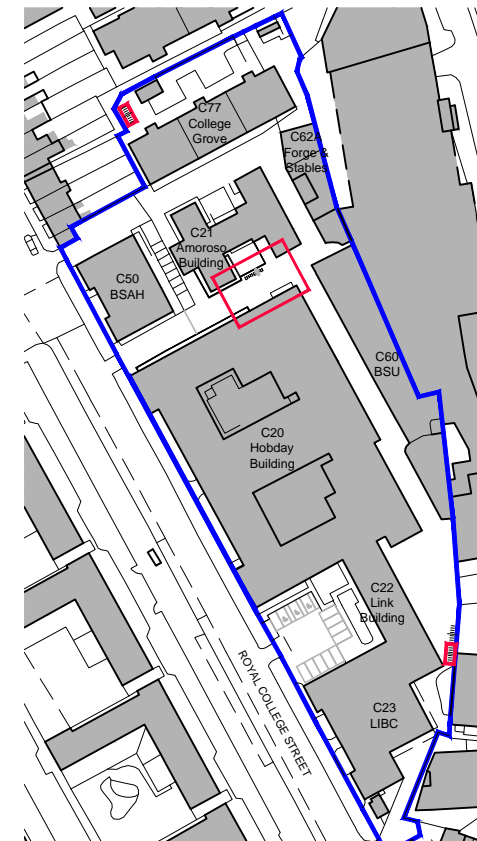 C77
College
Grove
C62A
Forge &
Stables
C21
Amoroso
Building
C50
BSAH
C60
BSU
C20
Hobday
Building
C22
Link
Building
ROYAL COLLEGE STREET
C23
LIBC